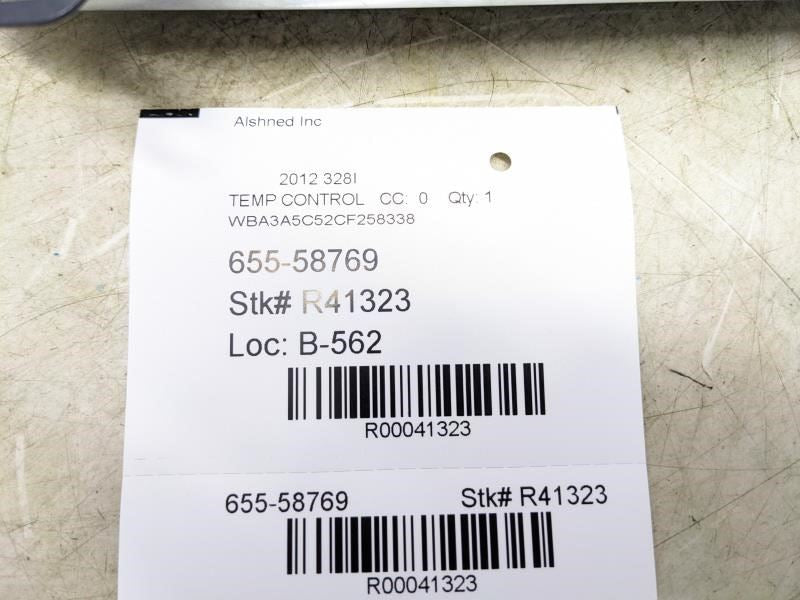 Alshned Inc
2012 328I
TEMP CONTROL CC: 0 Qty: 1
WBA3A5C52CF258338
655-58769
Stk# R41323
Loc: B-562
R00041323
655-58769 Stk# R41323
R00041323